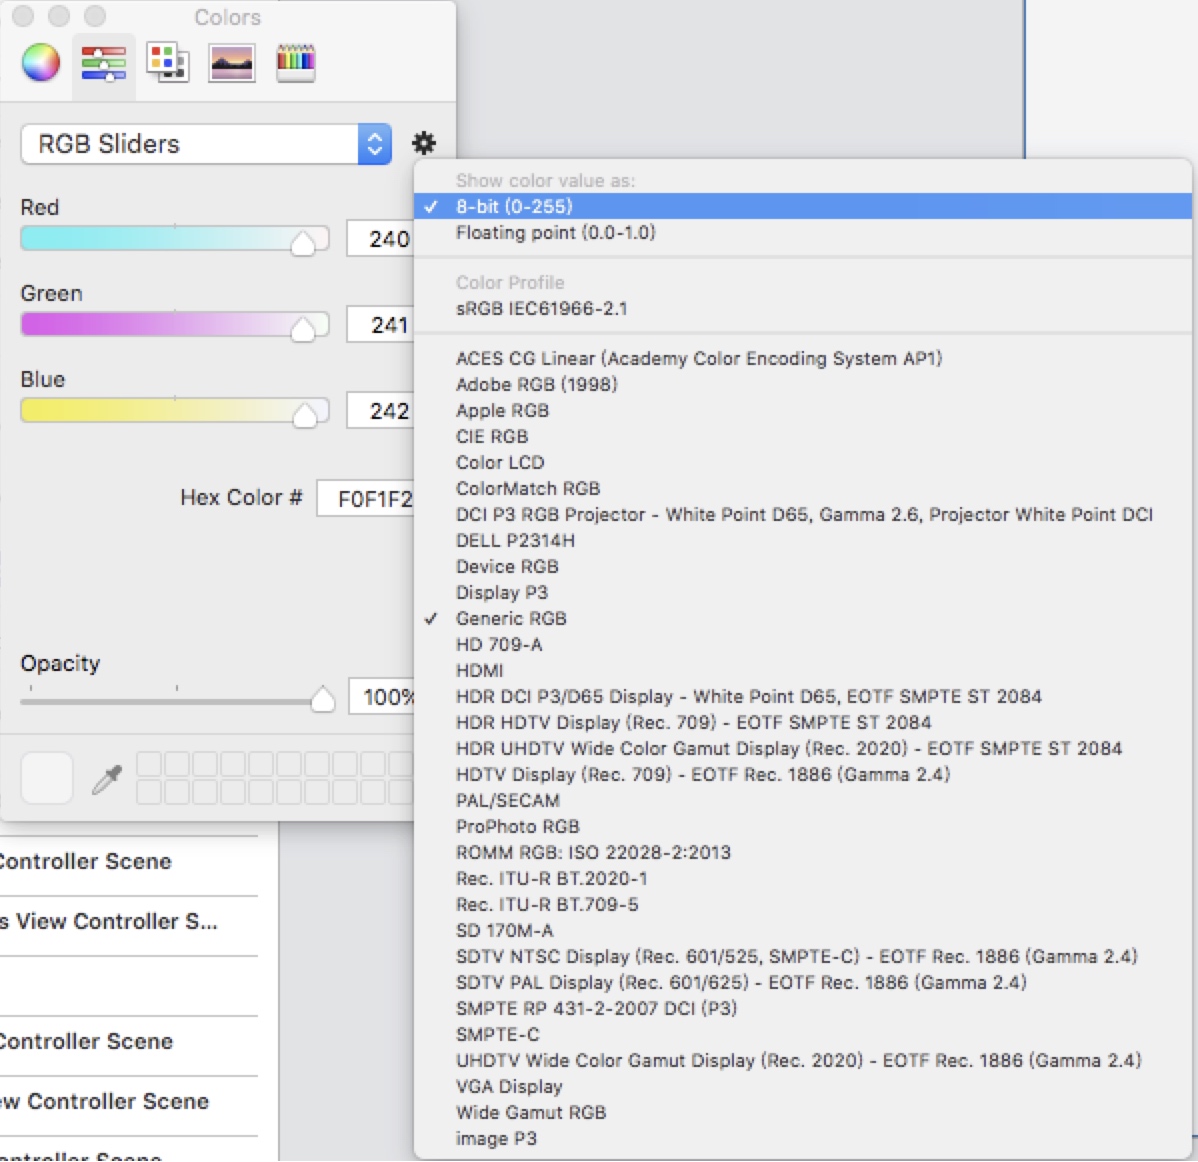 Colors
RGB Sliders
Red
240
Green
241
Blue
242
Hex Color #
F0F1F2
Opacity
100%
Controller Scene
s View Controller S...
Controller Scene
ew Controller Scene
Controller Scene
Show color value as:
✓ 8-bit (0-255)
Floating point (0.0-1.0)
Color Profile
sRGB IEC61966-2.1
ACES CG Linear (Academy Color Encoding System AP1)
Adobe RGB (1998)
Apple RGB
CIE RGB
Color LCD
ColorMatch RGB
DCI P3 RGB Projector - White Point D65, Gamma 2.6, Projector White Point DCI
DELL P2314H
Device RGB
Display P3
✓ Generic RGB
HD 709-A
HDMI
HDR DCI P3/D65 Display - White Point D65, EOTF SMPTE ST 2084
HDR HDTV Display (Rec. 709) - EOTF SMPTE ST 2084
HDR UHDTV Wide Color Gamut Display (Rec. 2020) - EOTF SMPTE ST 2084
HDTV Display (Rec. 709) - EOTF Rec. 1886 (Gamma 2.4)
PAL/SECAM
ProPhoto RGB
ROMM RGB: ISO 22028-2:2013
Rec. ITU-R BT.2020-1
Rec. ITU-R BT.709-5
SD 170M-A
SDTV NTSC Display (Rec. 601/525, SMPTE-C) - EOTF Rec. 1886 (Gamma 2.4)
SDTV PAL Display (Rec. 601/625) - EOTF Rec. 1886 (Gamma 2.4)
SMPTE RP 431-2-2007 DCI (P3)
SMPTE-C
UHDTV Wide Color Gamut Display (Rec. 2020) - EOTF Rec. 1886 (Gamma 2.4)
VGA Display
Wide Gamut RGB
image P3